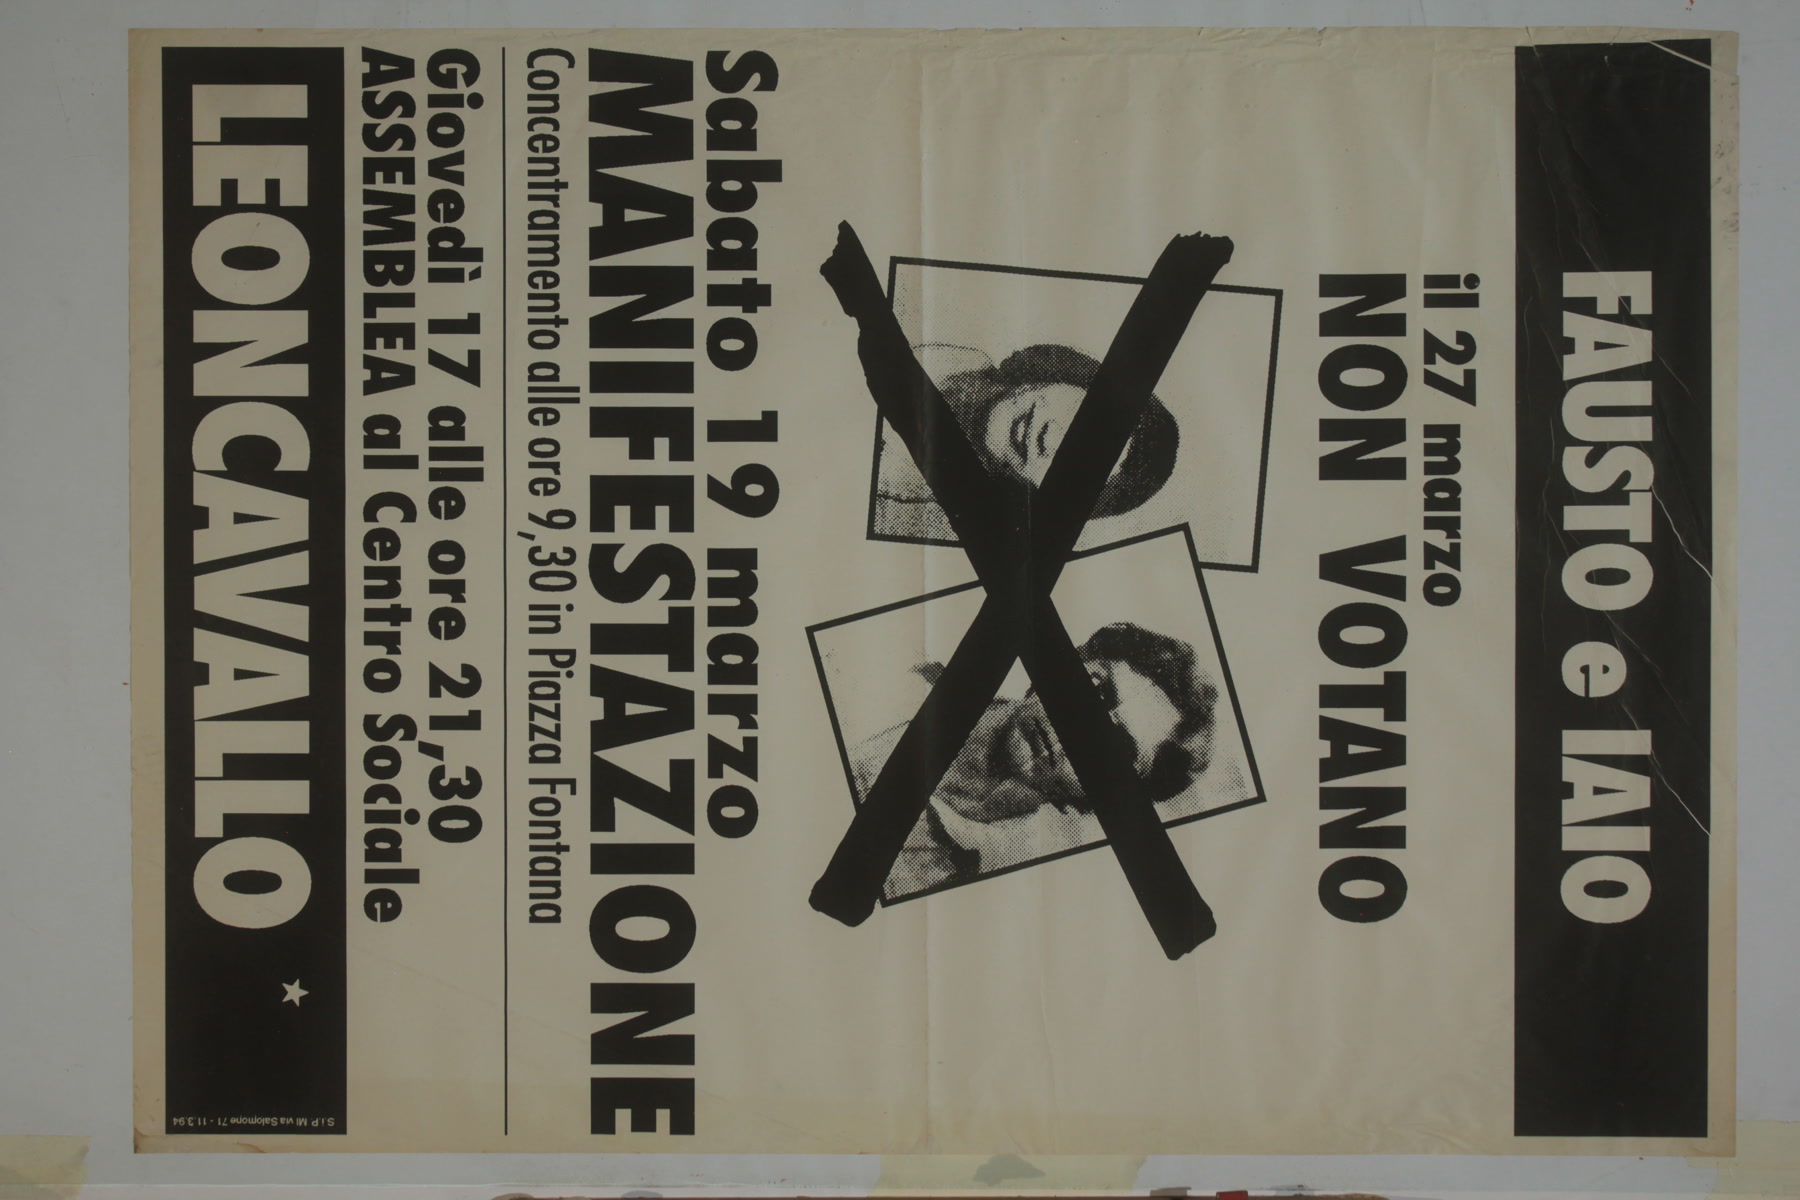 FAUSTO e IAIO
il 27 marzo
NON VOTANO
Sabato 19 marzo
MANIFESTAZIONE
Concentramento alle ore 9,30 in Piazza Fontana
Giovedì 17 alle ore 21,30
ASSEMBLEA al Centro Sociale
LEONCAVALLO
S.i.P. MI via Salomone 71 - 11.3.94